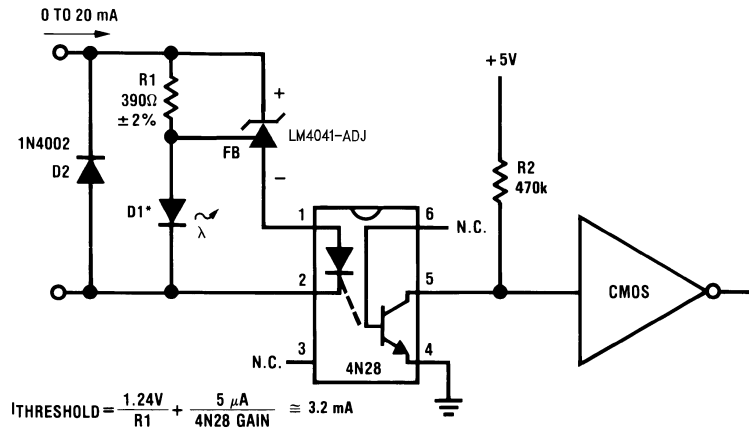 0 TO 20 mA
R1
390Ω
±2%
+
LM4041-ADJ
FB
−
1N4002
D2
D1*
λ
+5V
R2
470k
1
6
N.C.
2
5
CMOS
3
N.C.
4
4N28
ITHRESHOLD = 1.24V / R1 + 5 μA / 4N28 GAIN ≅ 3.2 mA